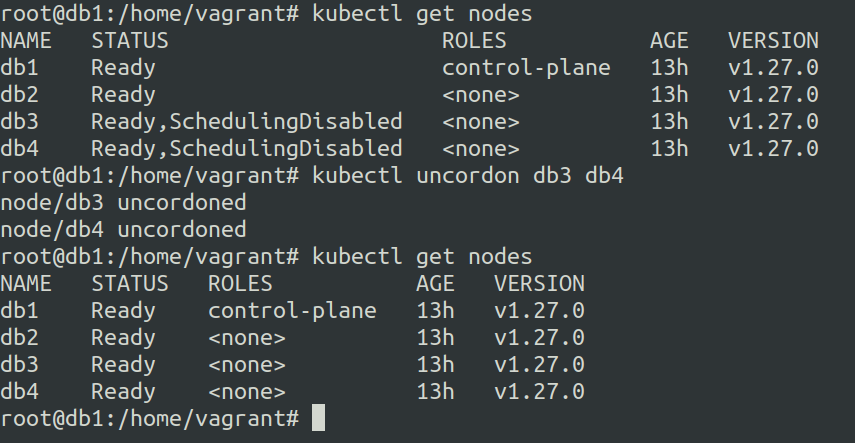 root@db1:/home/vagrant# kubectl get nodes
NAME   STATUS                     ROLES           AGE   VERSION
db1    Ready                      control-plane   13h   v1.27.0
db2    Ready                      <none>          13h   v1.27.0
db3    Ready,SchedulingDisabled   <none>          13h   v1.27.0
db4    Ready,SchedulingDisabled   <none>          13h   v1.27.0
root@db1:/home/vagrant# kubectl uncordon db3 db4
node/db3 uncordoned
node/db4 uncordoned
root@db1:/home/vagrant# kubectl get nodes
NAME   STATUS   ROLES           AGE   VERSION
db1    Ready    control-plane   13h   v1.27.0
db2    Ready    <none>          13h   v1.27.0
db3    Ready    <none>          13h   v1.27.0
db4    Ready    <none>          13h   v1.27.0
root@db1:/home/vagrant#